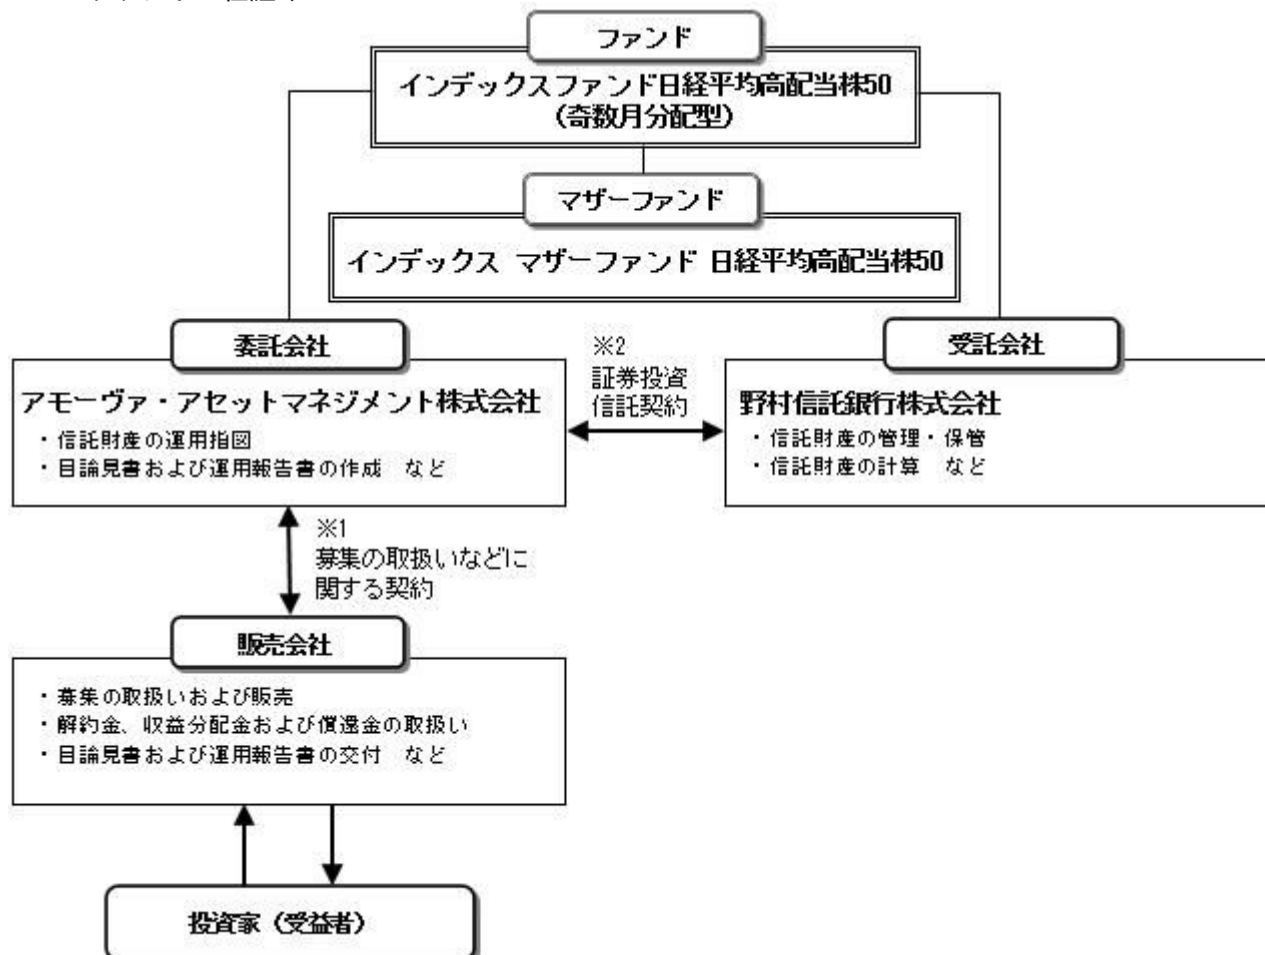 ファンド
インデックスファンド日経平均高配当株50
（奇数月分配型）
マザーファンド
インデックス マザーファンド 日経平均高配当株50
委託会社
アモーヴァ・アセットマネジメント株式会社
・信託財産の運用指図
・目論見書および運用報告書の作成　など
※2
証券投資
信託契約
受託会社
野村信託銀行株式会社
・信託財産の管理・保管
・信託財産の計算　など
※1
募集の取扱いなどに
関する契約
販売会社
・募集の取扱いおよび販売
・解約金、収益分配金および償還金の取扱い
・目論見書および運用報告書の交付　など
投資家（受益者）